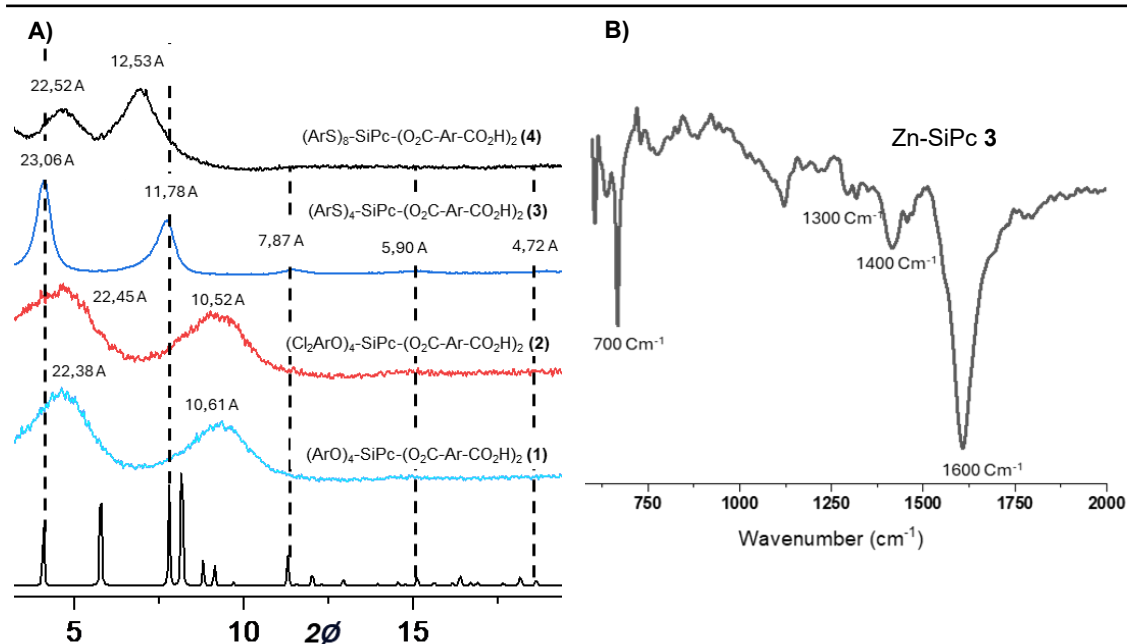 A)
12,53 A
22,52 A
(ArS)₈-SiPc-(O₂C-Ar-CO₂H)₂ (4)
23,06 A
11,78 A
(ArS)₄-SiPc-(O₂C-Ar-CO₂H)₂ (3)
7,87 A
5,90 A
4,72 A
22,45 A
10,52 A
(Cl₂ArO)₄-SiPc-(O₂C-Ar-CO₂H)₂ (2)
22,38 A
10,61 A
(ArO)₄-SiPc-(O₂C-Ar-CO₂H)₂ (1)
5
10
2Ø
15
B)
Zn-SiPc 3
1300 Cm⁻¹
1400 Cm⁻¹
700 Cm⁻¹
1600 Cm⁻¹
750
1000
1250
1500
1750
2000
Wavenumber (cm⁻¹)